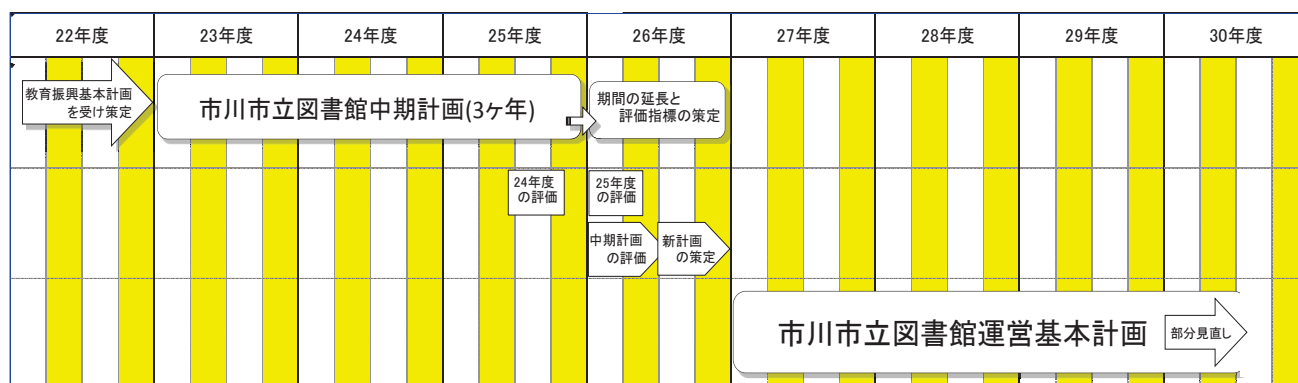 22年度
23年度
24年度
25年度
26年度
27年度
28年度
29年度
30年度
教育振興基本計画
を受け策定
市川市立図書館中期計画(3ヶ年)
期間の延長と
評価指標の策定
24年度
の評価
25年度
の評価
中期計画
の評価
新計画
の策定
市川市立図書館運営基本計画
部分見直し